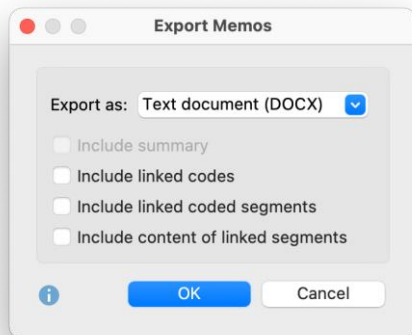 Export Memos
Export as: Text document (DOCX)
Include summary
Include linked codes
Include linked coded segments
Include content of linked segments
OK Cancel